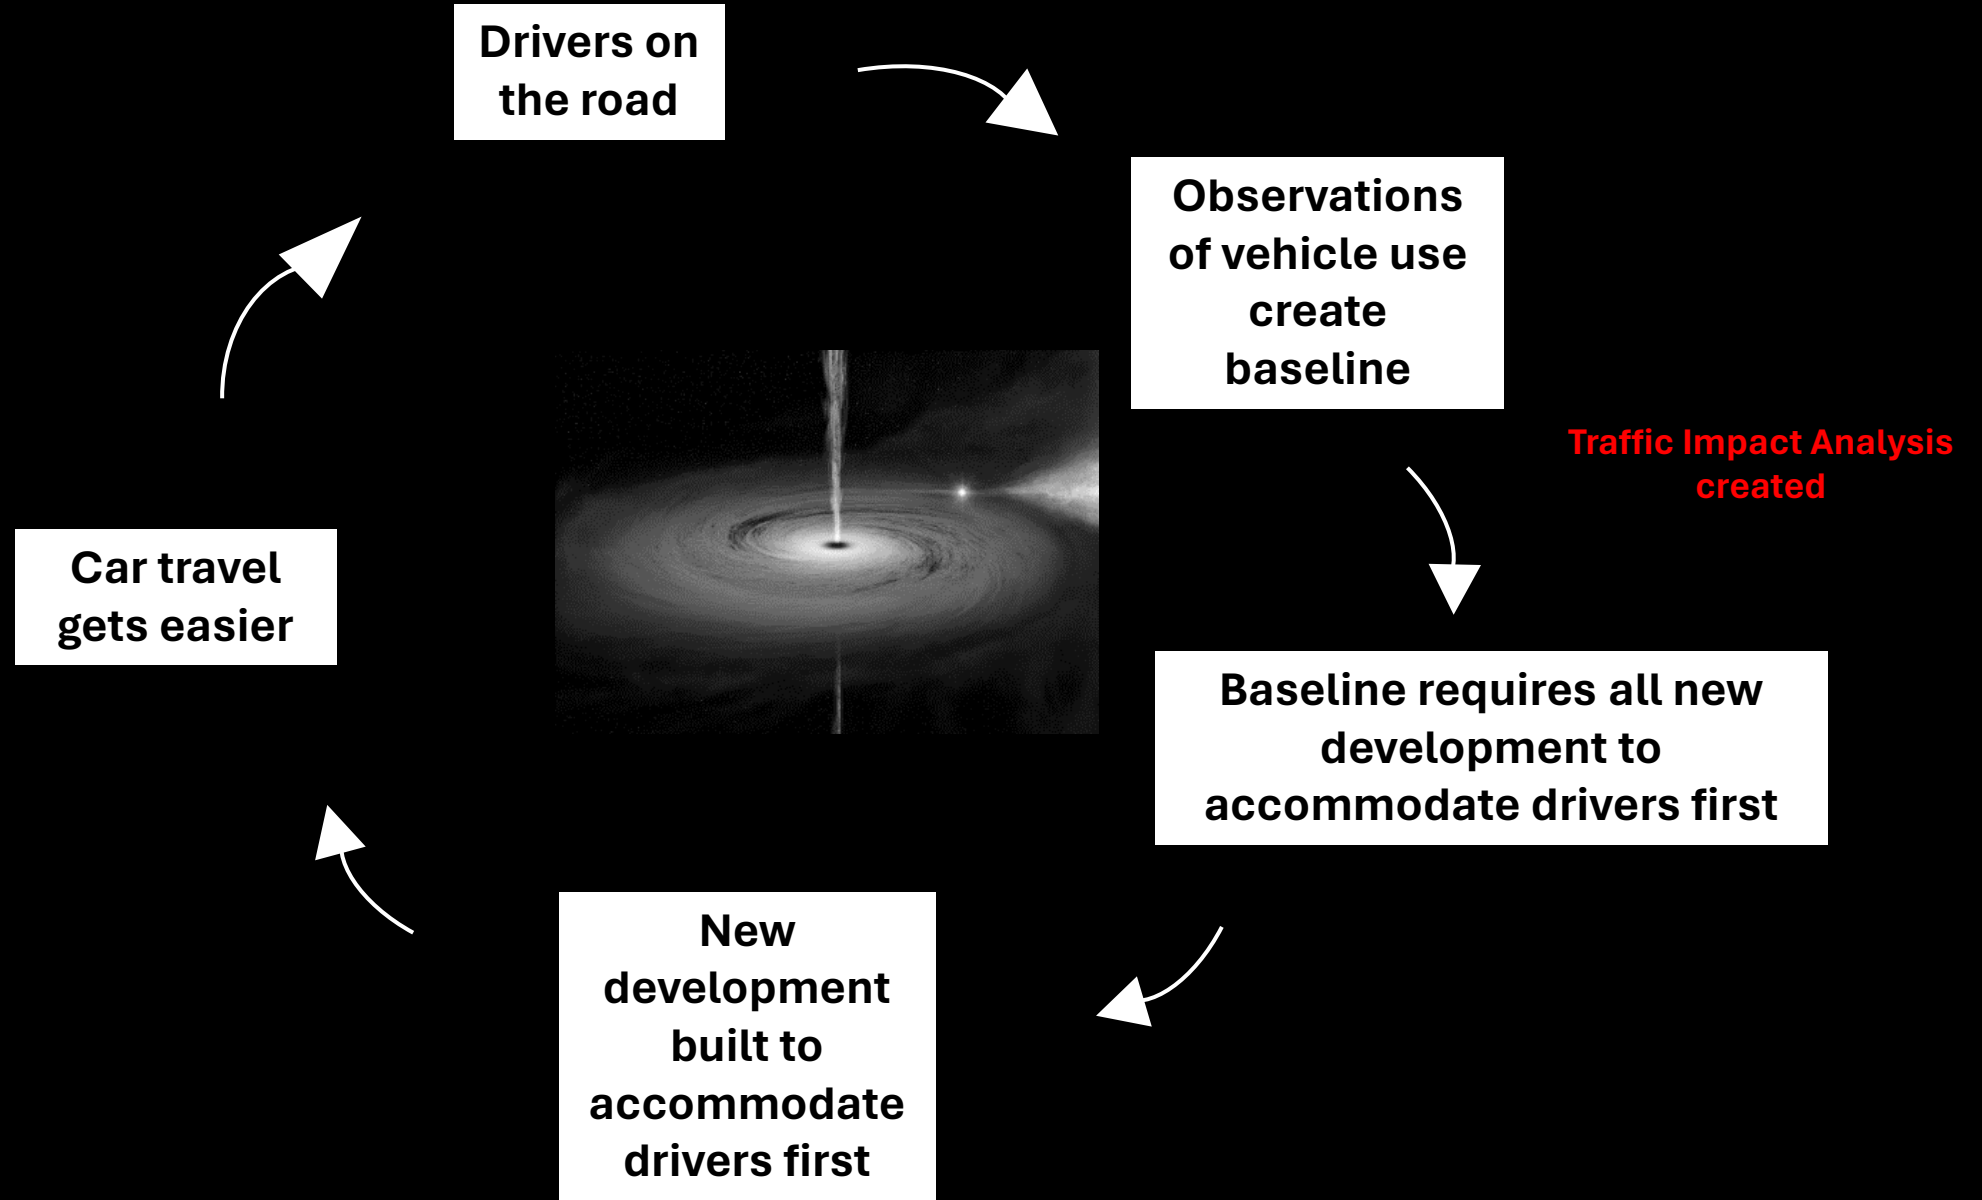 Drivers on
the road
Observations
of vehicle use
create
baseline
Traffic Impact Analysis
created
Baseline requires all new
development to
accommodate drivers first
New
development
built to
accommodate
drivers first
Car travel
gets easier